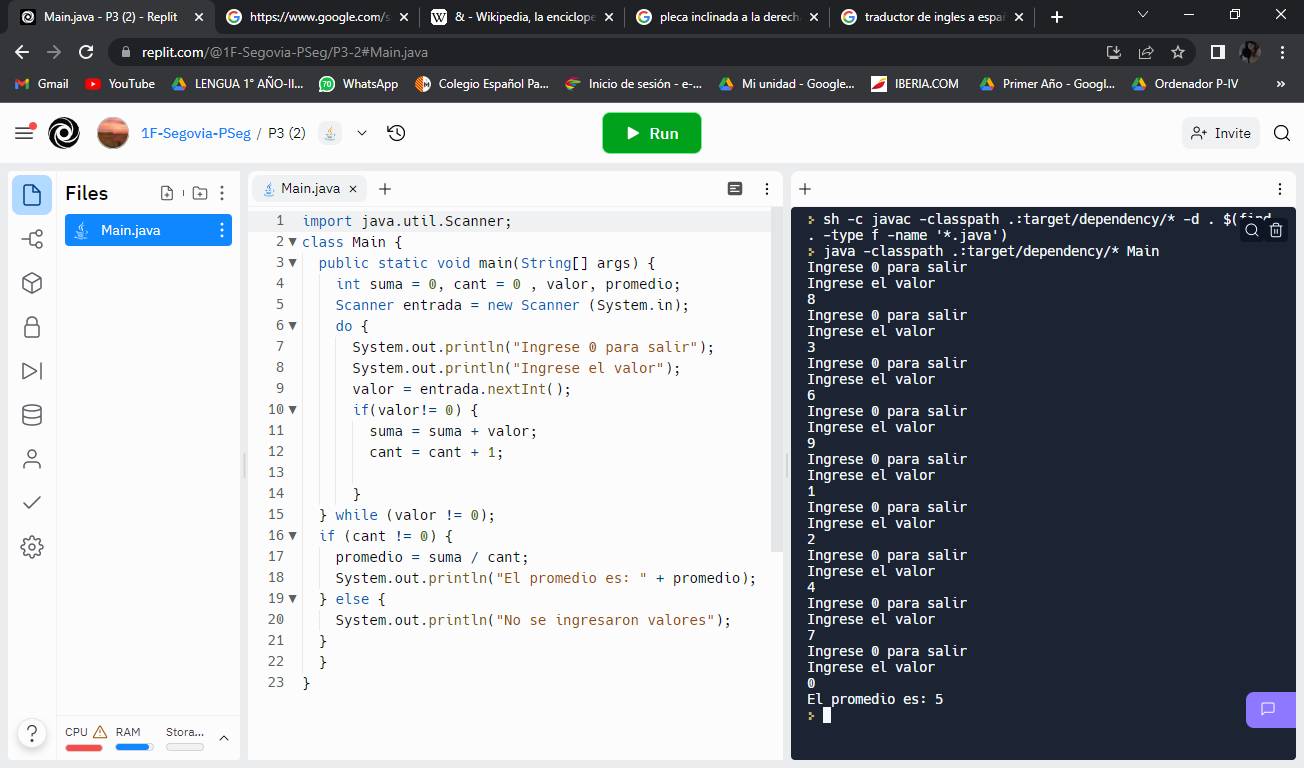 Main.java - P3 (2) - Replit
https://www.google.com/s
& - Wikipedia, la enciclope
pleca inclinada a la derech
traductor de ingles a espa
replit.com/@1F-Segovia-PSeg/P3-2#Main.java
Gmail
YouTube
LENGUA 1° AÑO-II...
70
WhatsApp
Colegio Español Pa...
Inicio de sesión - e-...
Mi unidad - Google...
IBERIA.COM
Primer Año - Googl...
Ordenador P-IV
»
1F-Segovia-PSeg / P3 (2)
Run
Invite
Files
Main.java
CPU
RAM
Stora...
?
Main.java
1 import java.util.Scanner;
2 class Main {
3 public static void main(String[] args) {
4 int suma = 0, cant = 0 , valor, promedio;
5 Scanner entrada = new Scanner (System.in);
6 do {
7 System.out.println("Ingrese 0 para salir");
8 System.out.println("Ingrese el valor");
9 valor = entrada.nextInt();
10 if(valor!= 0) {
11 suma = suma + valor;
12 cant = cant + 1;
13
14 }
15 } while (valor != 0);
16 if (cant != 0) {
17 promedio = suma / cant;
18 System.out.println("El promedio es: " + promedio);
19 } else {
20 System.out.println("No se ingresaron valores");
21 }
22 }
23 }
sh -c javac -classpath .:target/dependency/* -d . $(find
. -type f -name '*.java')
java -classpath .:target/dependency/* Main
Ingrese 0 para salir
Ingrese el valor
8
Ingrese 0 para salir
Ingrese el valor
3
Ingrese 0 para salir
Ingrese el valor
6
Ingrese 0 para salir
Ingrese el valor
9
Ingrese 0 para salir
Ingrese el valor
1
Ingrese 0 para salir
Ingrese el valor
2
Ingrese 0 para salir
Ingrese el valor
4
Ingrese 0 para salir
Ingrese el valor
7
Ingrese 0 para salir
Ingrese el valor
0
El promedio es: 5